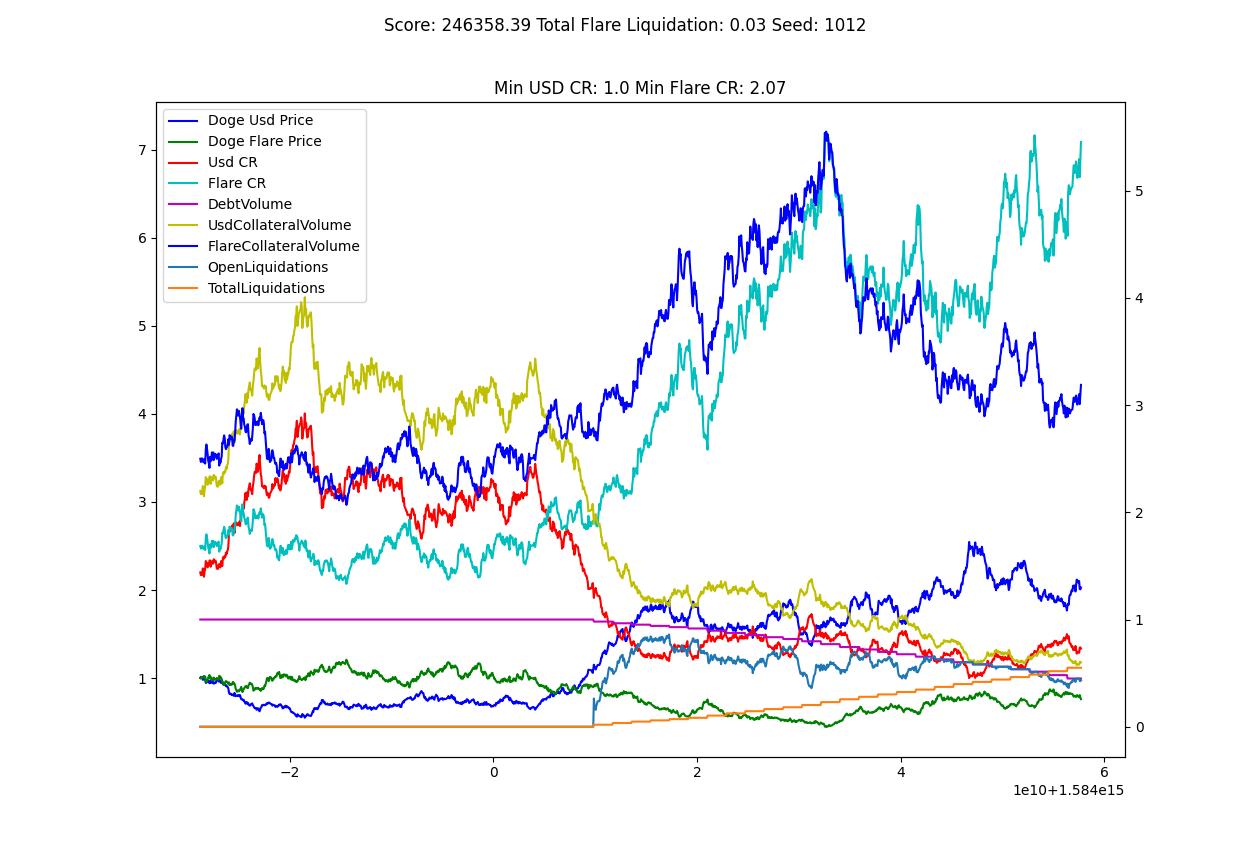 Score: 246358.39 Total Flare Liquidation: 0.03 Seed: 1012
Min USD CR: 1.0 Min Flare CR: 2.07
Doge Usd Price
Doge Flare Price
Usd CR
Flare CR
DebtVolume
UsdCollateralVolume
FlareCollateralVolume
OpenLiquidations
TotalLiquidations
7
6
5
4
3
2
1
5
4
3
2
1
0
−2
0
2
4
6
1e10+1.584e15